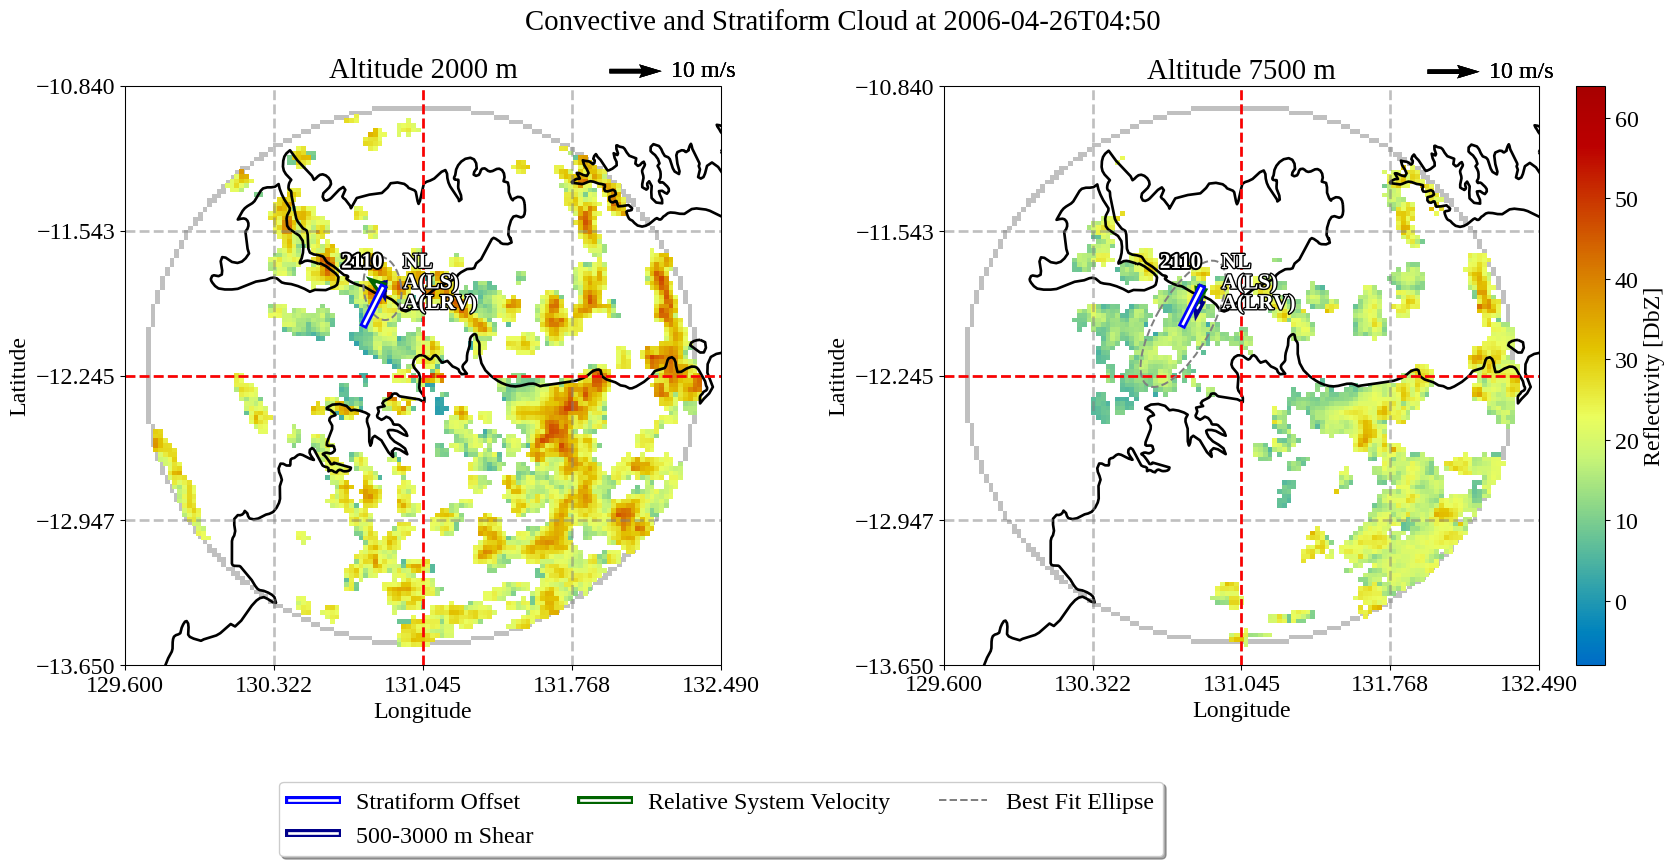 Convective and Stratiform Cloud at 2006-04-26T04:50
Altitude 2000 m
10 m/s
−10.840
−11.543
−12.245
−12.947
−13.650
129.600
130.322
131.045
131.768
132.490
Latitude
Longitude
2110
NL
A(LS)
A(LRV)
Altitude 7500 m
10 m/s
−10.840
−11.543
−12.245
−12.947
−13.650
129.600
130.322
131.045
131.768
132.490
Latitude
Longitude
2110
NL
A(LS)
A(LRV)
60
50
40
30
20
10
0
Reflectivity [DbZ]
Stratiform Offset
500-3000 m Shear
Relative System Velocity
Best Fit Ellipse